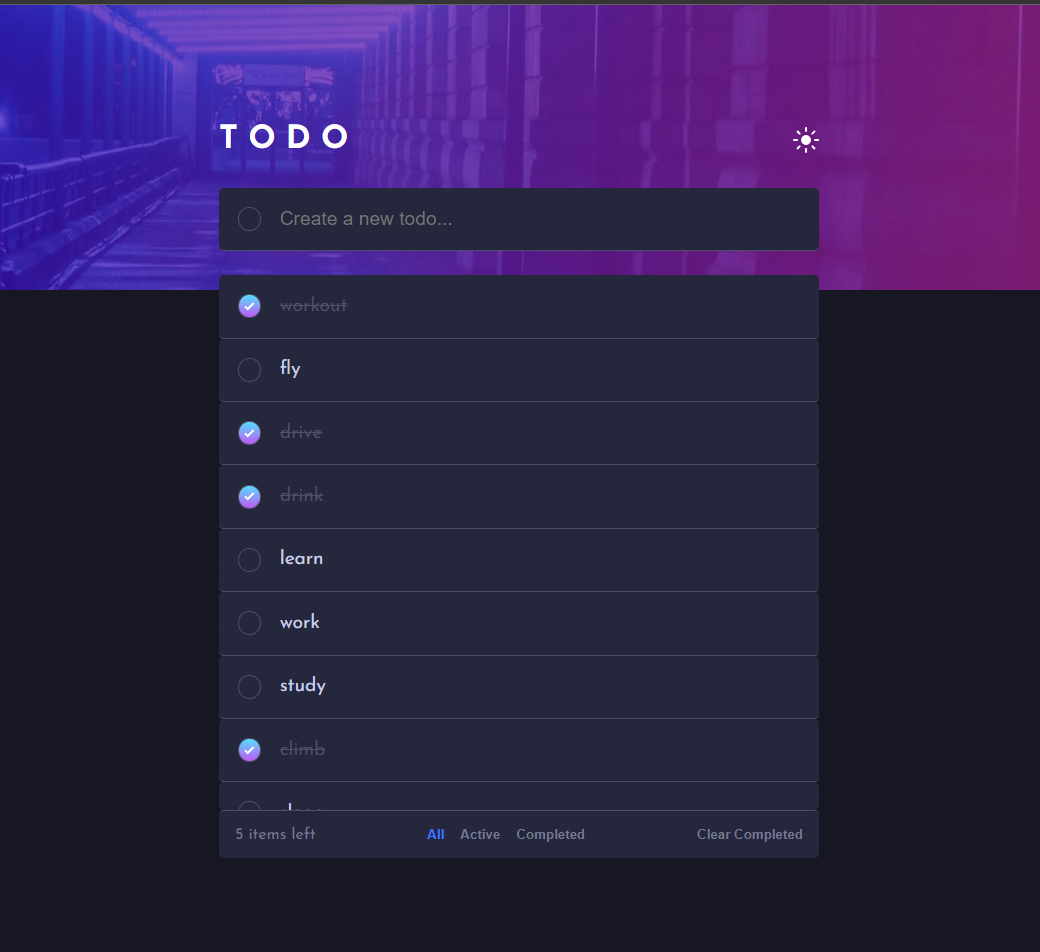 TODO
Create a new todo...
workout
fly
drive
drink
learn
work
study
climb
5 items left All Active Completed Clear Completed